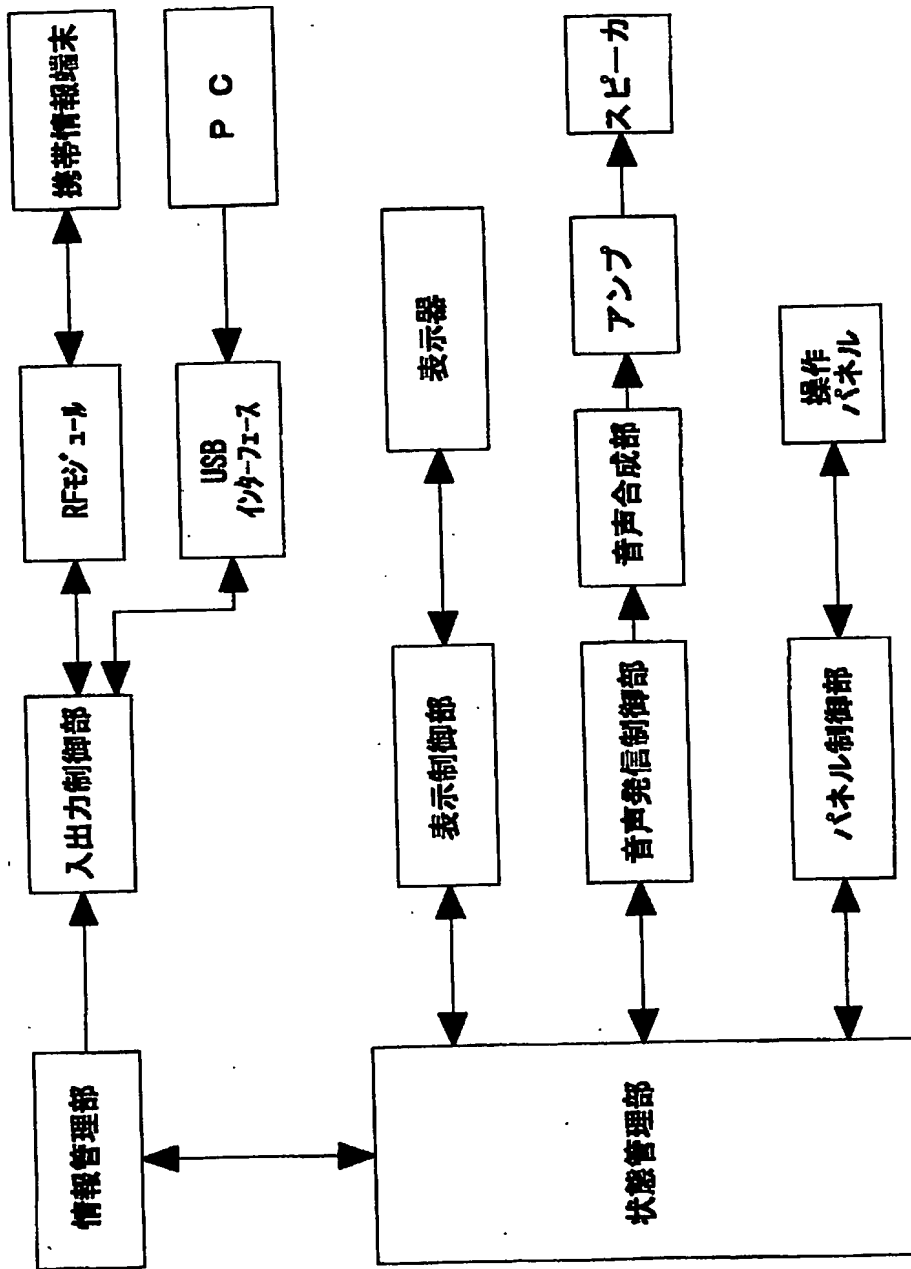 携帯情報端末
ＰＣ
RFモジュール
USB
インターフェース
入出力制御部
情報管理部
表示器
表示制御部
スピーカ
アンプ
音声合成部
音声発信制御部
操作
パネル
パネル制御部
状態管理部